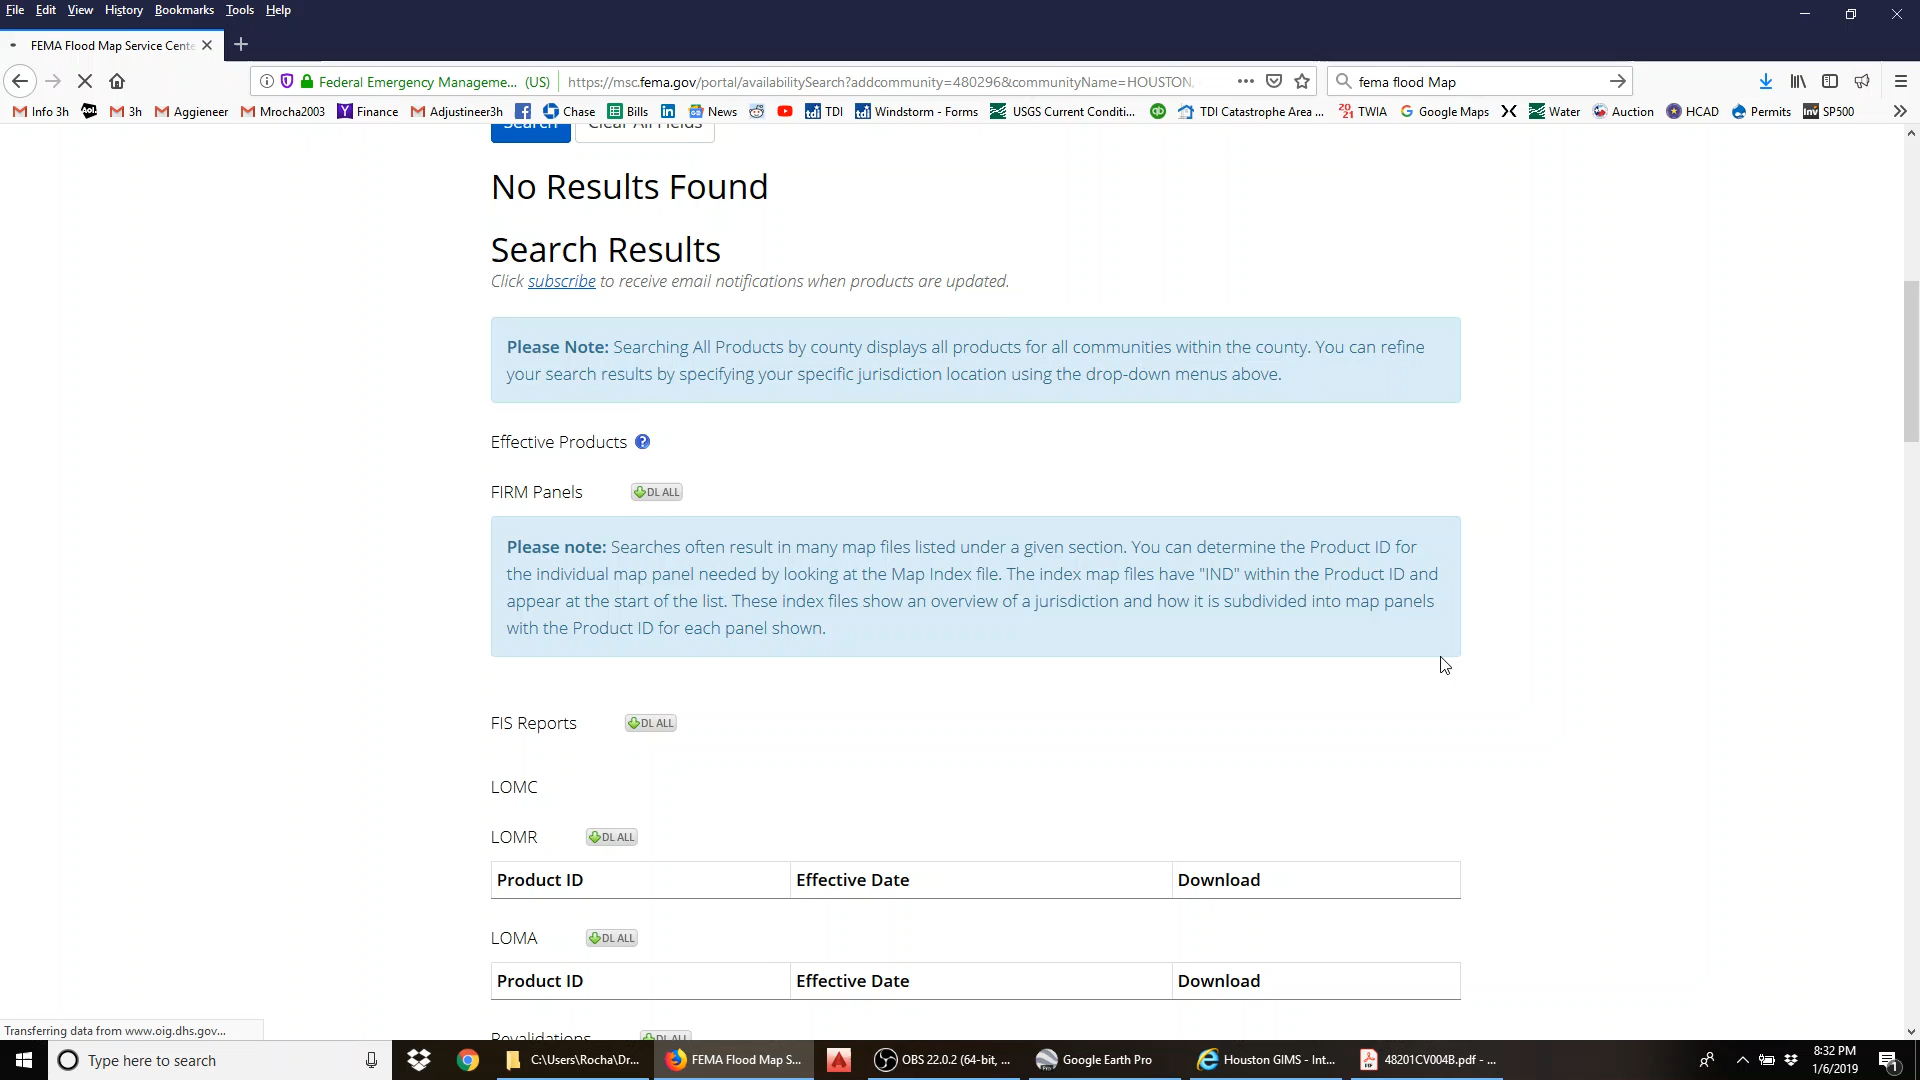 File Edit View History Bookmarks Tools Help
FEMA Flood Map Service Cente
Federal Emergency Manageme... (US) https://msc.fema.gov/portal/availabilitySearch?addcommunity=480296&communityName=HOUSTON, fema flood Map
Info 3h 3h Aggieneer Mrocha2003 Finance Adjustineer3h Chase Bills News TDI Windstorm - Forms USGS Current Conditi... TDI Catastrophe Area ... TWIA Google Maps Water Auction HCAD Permits SP500
Search Clear All Fields
No Results Found
Search Results
Click subscribe to receive email notifications when products are updated.
Please Note: Searching All Products by county displays all products for all communities within the county. You can refine
your search results by specifying your specific jurisdiction location using the drop-down menus above.
Effective Products ?
FIRM Panels DL ALL
Please note: Searches often result in many map files listed under a given section. You can determine the Product ID for
the individual map panel needed by looking at the Map Index file. The index map files have "IND" within the Product ID and
appear at the start of the list. These index files show an overview of a jurisdiction and how it is subdivided into map panels
with the Product ID for each panel shown.
FIS Reports DL ALL
LOMC
LOMR DL ALL
Product ID Effective Date Download
LOMA DL ALL
Product ID Effective Date Download
Revalidations DL ALL
Transferring data from www.oig.dhs.gov...
Type here to search C:\Users\Rocha\Dr... FEMA Flood Map S... OBS 22.0.2 (64-bit, ... Google Earth Pro Houston GIMS - Int... 48201CV004B.pdf - ... 8:32 PM
1/6/2019 1